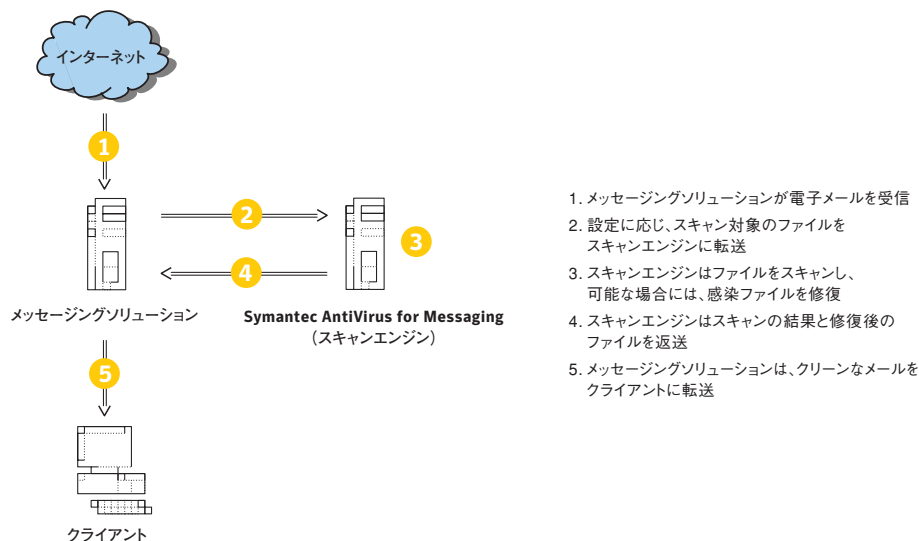 インターネット
1
2
3
4
メッセージングソリューション
Symantec AntiVirus for Messaging
(スキャンエンジン)
5
クライアント
1. メッセージングソリューションが電子メールを受信
2. 設定に応じ、スキャン対象のファイルを
スキャンエンジンに転送
3. スキャンエンジンはファイルをスキャンし、
可能な場合には、感染ファイルを修復
4. スキャンエンジンはスキャンの結果と修復後の
ファイルを返送
5. メッセージングソリューションは、クリーンなメールを
クライアントに転送